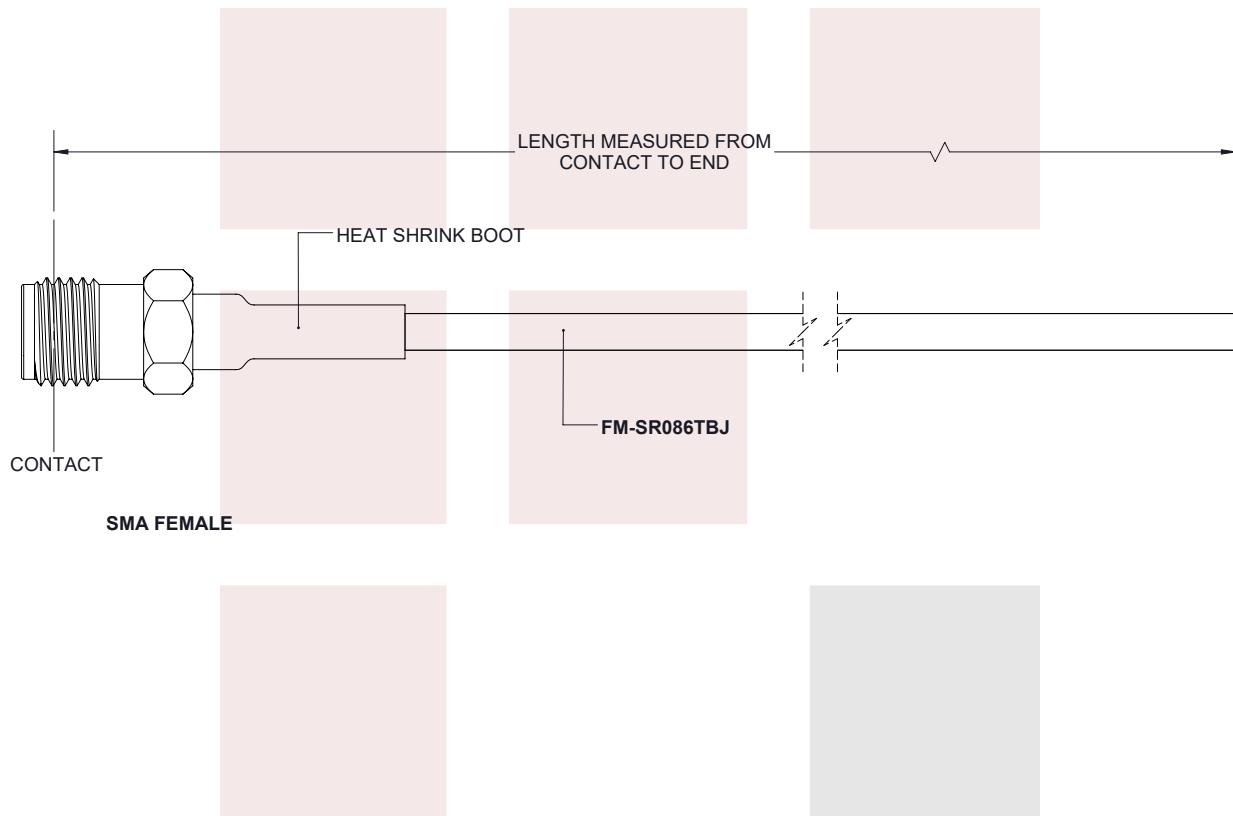 LENGTH MEASURED FROM
CONTACT TO END
HEAT SHRINK BOOT
FM-SR086TBJ
CONTACT
SMA FEMALE